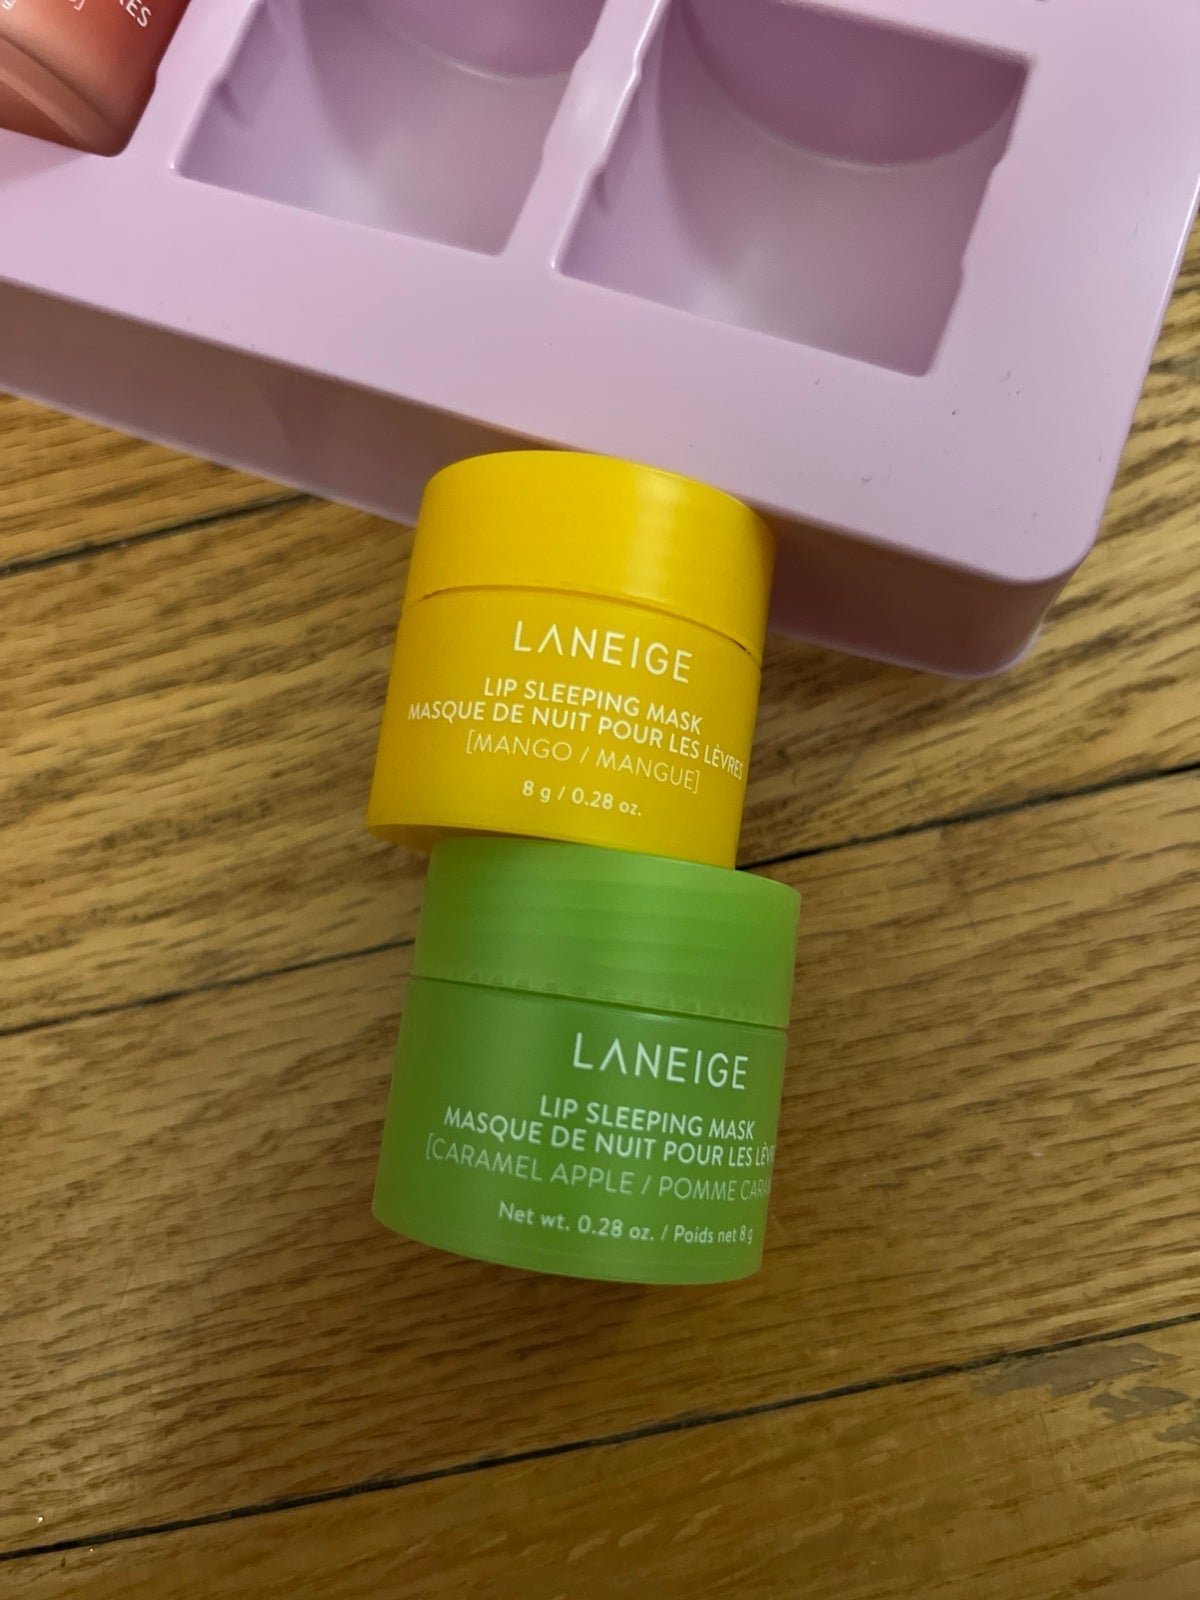 LANEIGE
LIP SLEEPING MASK
MASQUE DE NUIT POUR LES LÈVRES
[MANGO / MANGUE]
8 g / 0.28 oz.
LANEIGE
LIP SLEEPING MASK
MASQUE DE NUIT POUR LES
[CARAMEL APPLE / POMME
Net wt. 0.28 oz. / Poids net 8 g